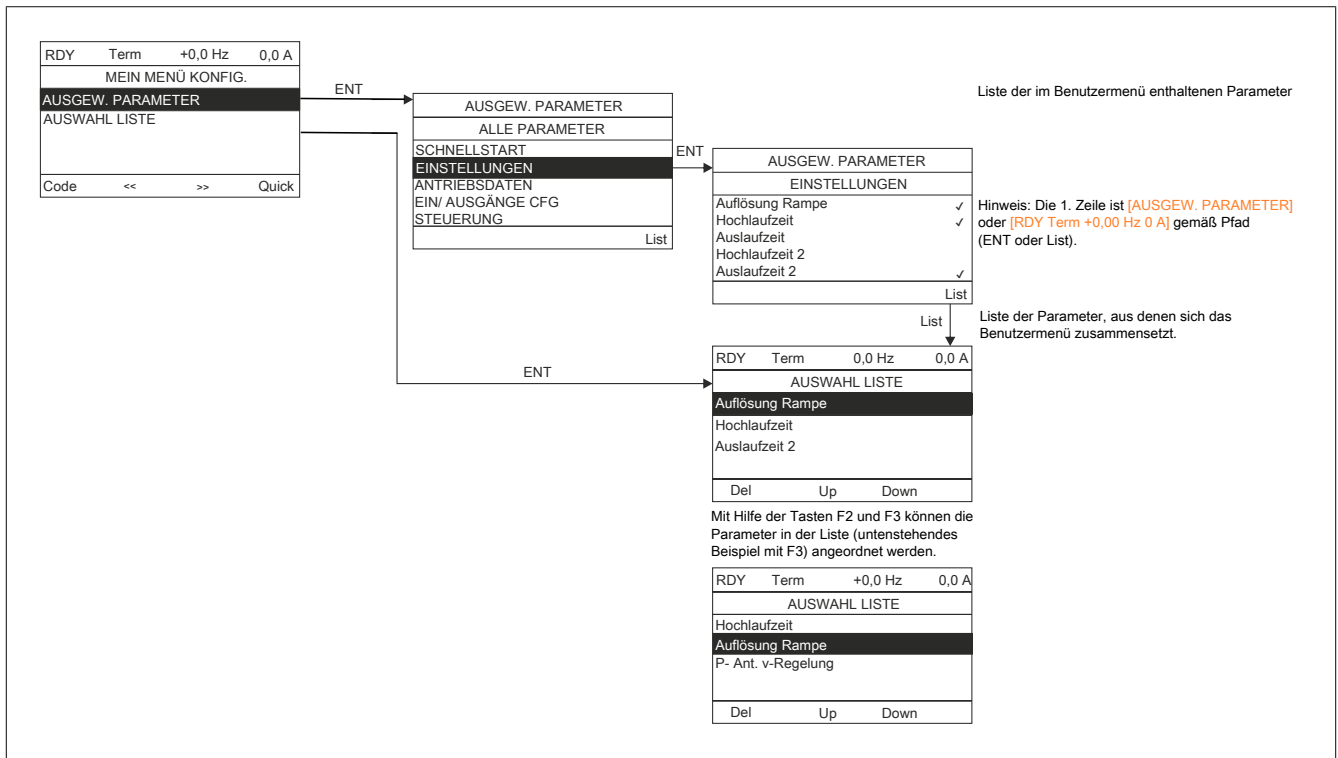 RDY Term +0,0 Hz 0,0 A
MEIN MENÜ KONFIG.
AUSGEW. PARAMETER
AUSWAHL LISTE
Code << >> Quick
ENT
AUSGEW. PARAMETER
ALLE PARAMETER
SCHNELLSTART
EINSTELLUNGEN
ANTRIEBSDATEN
EIN/ AUSGÄNGE CFG
STEUERUNG
List
ENT
Liste der im Benutzermenü enthaltenen Parameter
AUSGEW. PARAMETER
EINSTELLUNGEN
Auflösung Rampe ✓
Hochlaufzeit ✓
Auslaufzeit
Hochlaufzeit 2
Auslaufzeit 2 ✓
List
Hinweis: Die 1. Zeile ist [AUSGEW. PARAMETER]
oder [RDY Term +0,00 Hz 0 A] gemäß Pfad
(ENT oder List).
List
Liste der Parameter, aus denen sich das
Benutzermenü zusammensetzt.
ENT
RDY Term 0,0 Hz 0,0 A
AUSWAHL LISTE
Auflösung Rampe
Hochlaufzeit
Auslaufzeit 2
Del Up Down
Mit Hilfe der Tasten F2 und F3 können die
Parameter in der Liste (untenstehendes
Beispiel mit F3) angeordnet werden.
RDY Term +0,0 Hz 0,0 A
AUSWAHL LISTE
Hochlaufzeit
Auflösung Rampe
P- Ant. v-Regelung
Del Up Down